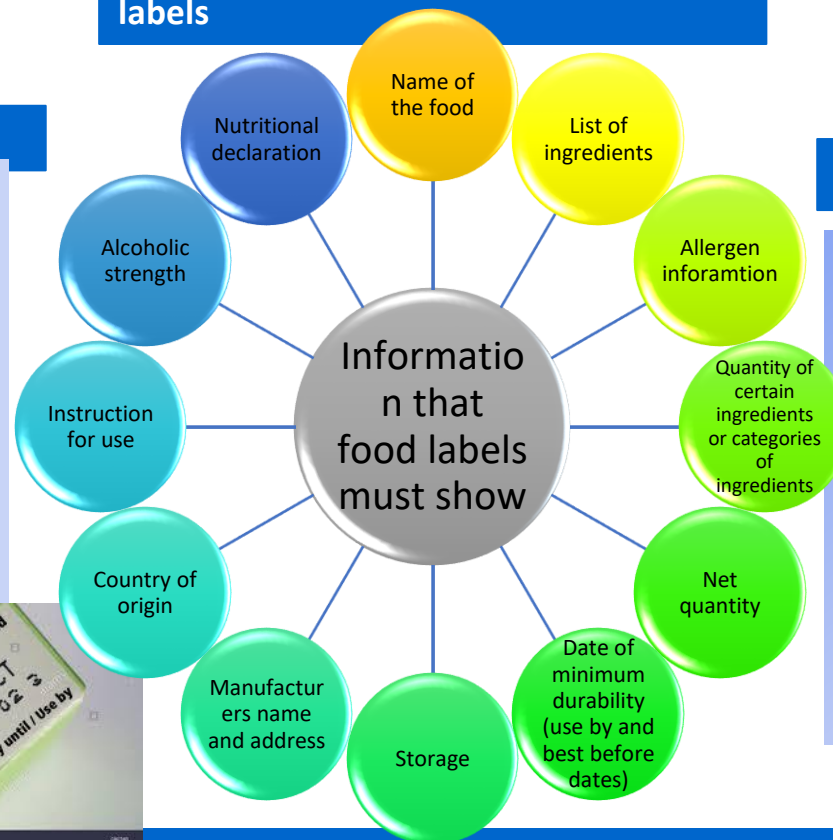 labels
Name of
the food
List of
ingredients
Allergen
inforamtion
Quantity of
certain
ingredients
or categories
of
ingredients
Net
quantity
Date of
minimum
durability
(use by and
best before
dates)
Storage
Manufactur
ers name
and address
Country of
origin
Instruction
for use
Alcoholic
strength
Nutritional
declaration
Informatio
n that
food labels
must show
until / Use by